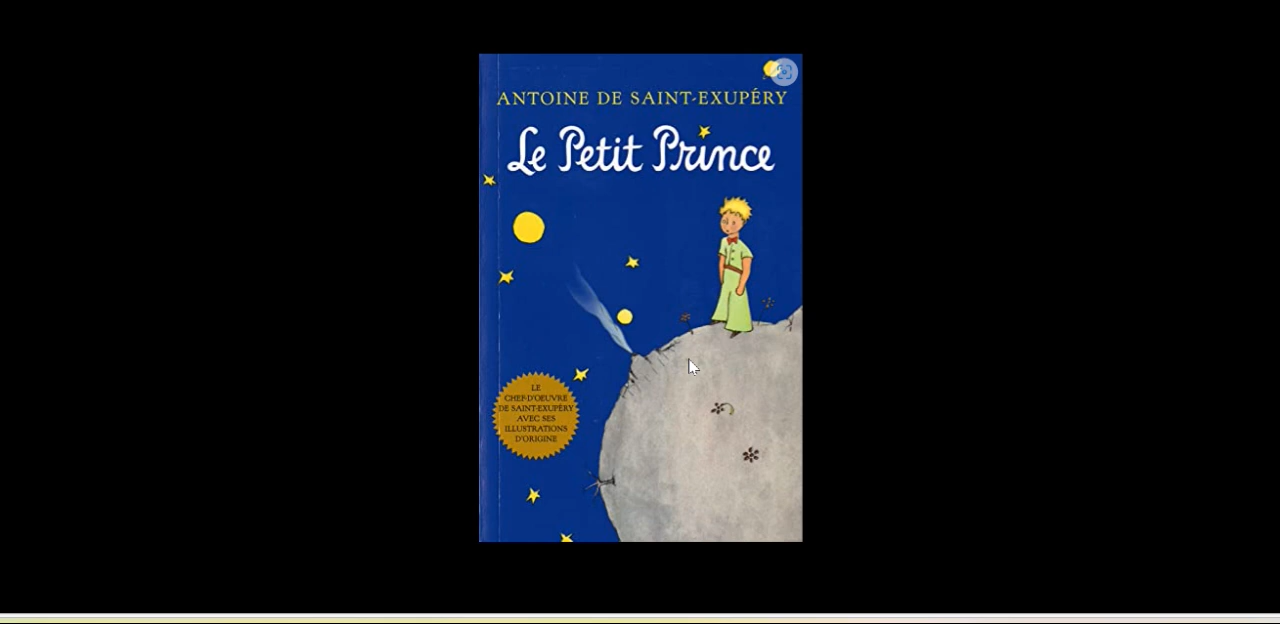 ANTOINE DE SAINT-EXUPÉRY
Le Petit Prince
LE
CHEF-D'OEUVRE
DE SAINT-EXUPÉRY
AVEC SES
ILLUSTRATIONS
D'ORIGINE